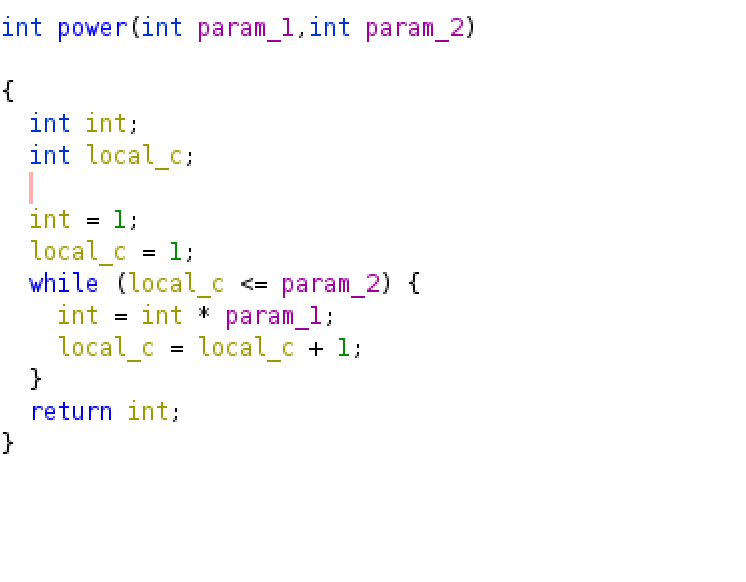 int power(int param_1,int param_2)
{
int int;
int local_c;
int = 1;
local_c = 1;
while (local_c <= param_2) {
int = int * param_1;
local_c = local_c + 1;
}
return int;
}